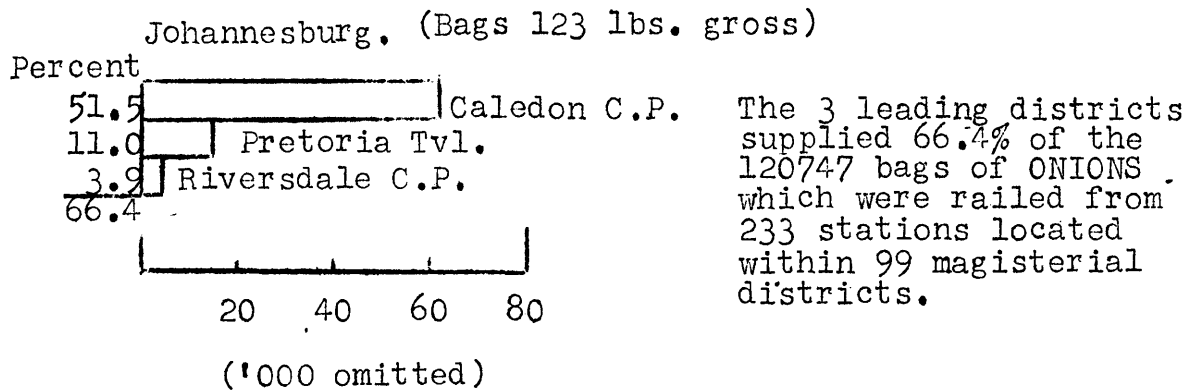 Johannesburg. (Bags 123 lbs. gross)
Percent
51.5 Caledon C.P.
11.0 Pretoria Tvl.
3.9 Riversdale C.P.
66.4
20 40 60 80
('000 omitted)
The 3 leading districts
supplied 66.4% of the
120747 bags of ONIONS
which were railed from
233 stations located
within 99 magisterial
districts.